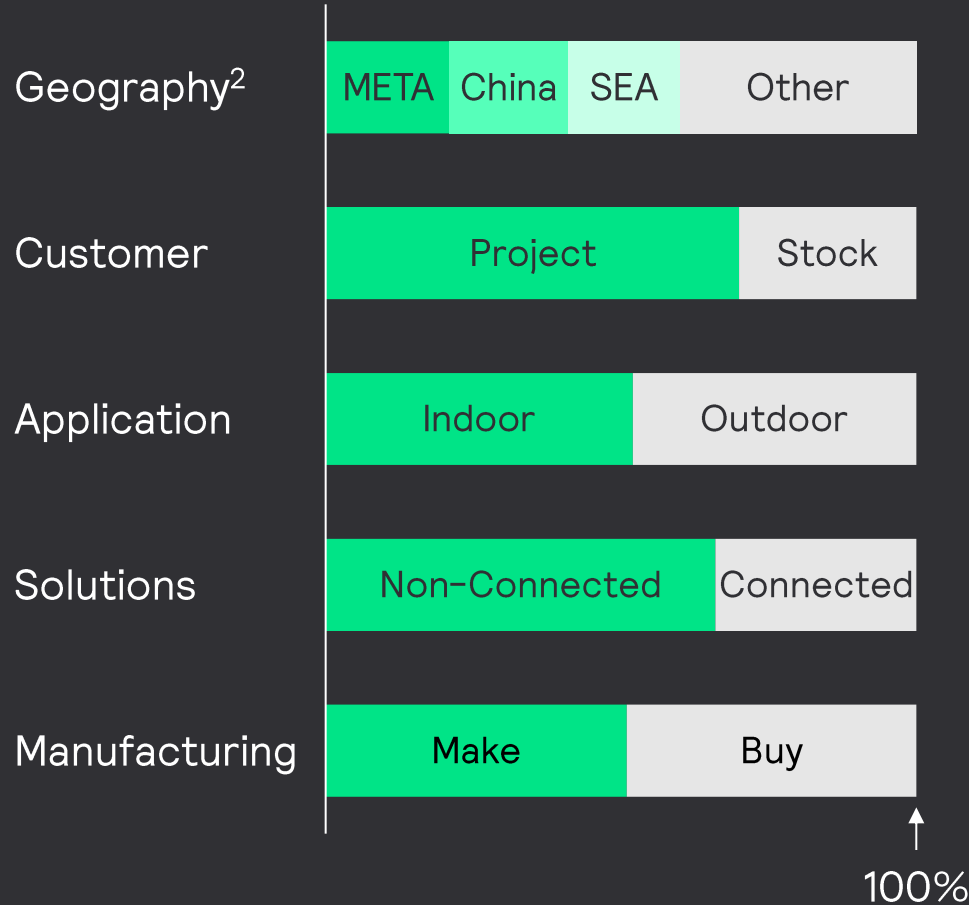 Geography² META China SEA Other
Customer Project Stock
Application Indoor Outdoor
Solutions Non-Connected Connected
Manufacturing Make Buy
100%